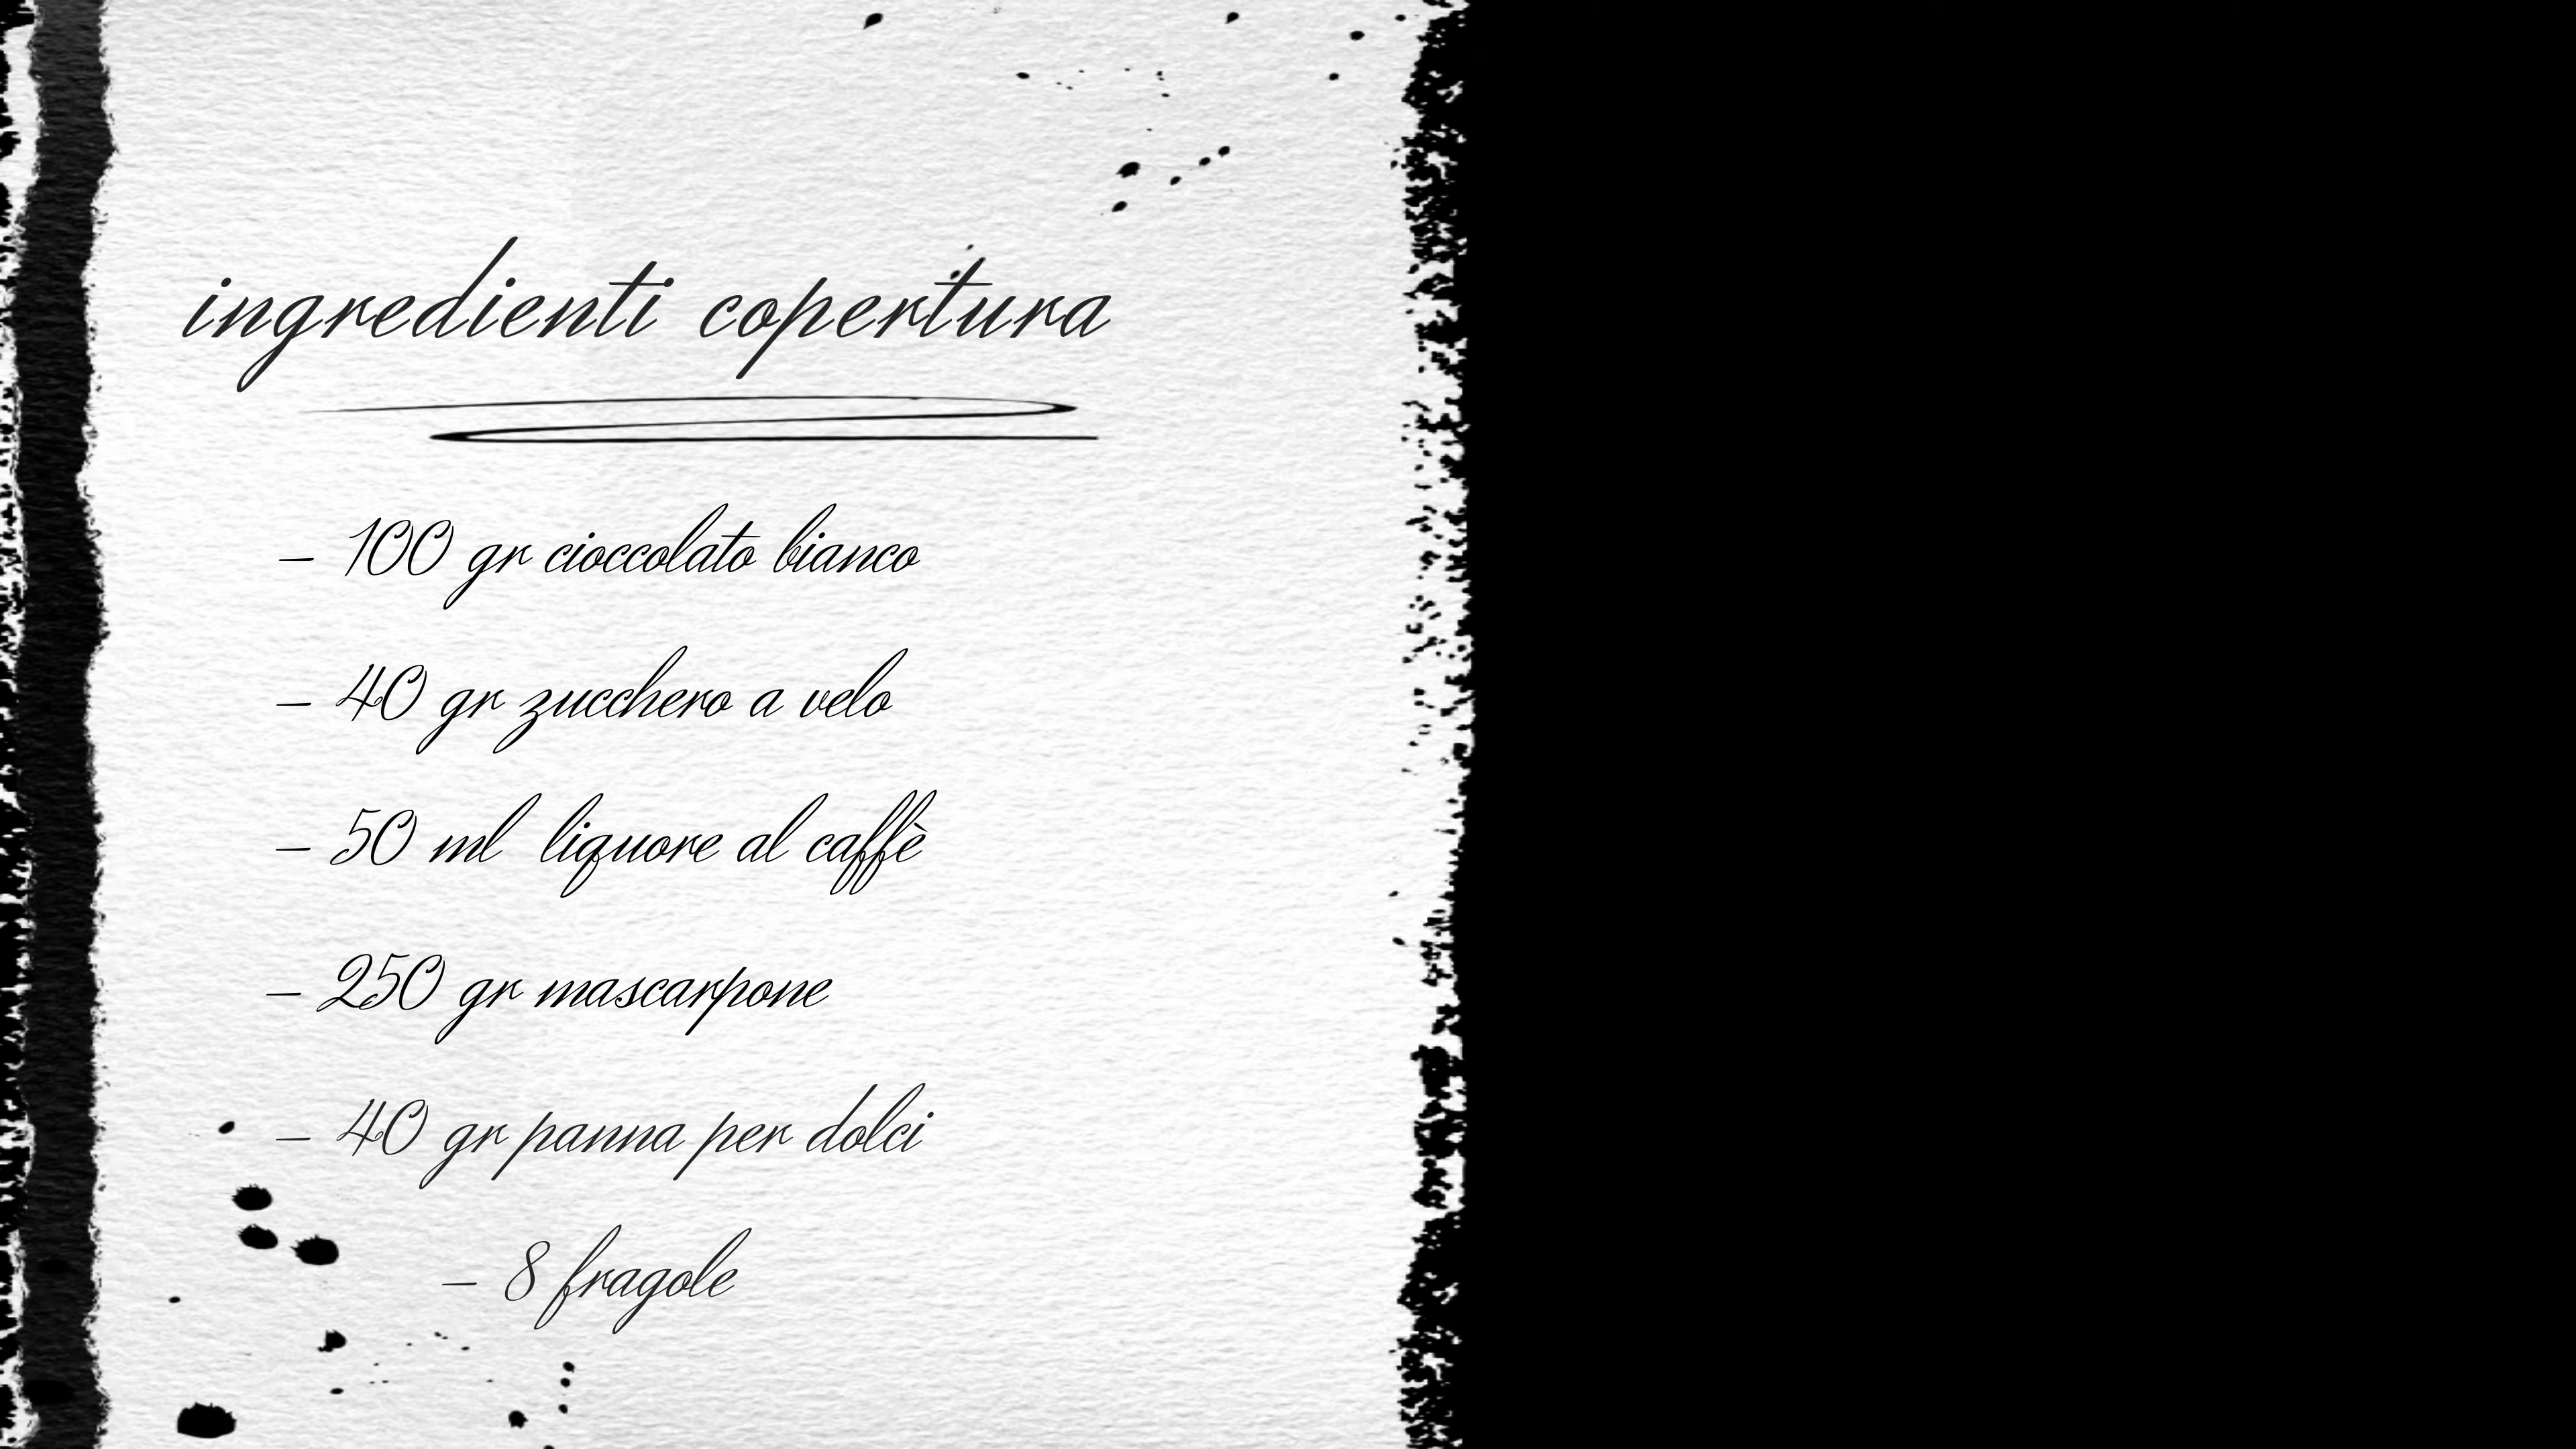 ingredienti copertura
- 100 gr cioccolato bianco
- 40 gr zucchero a velo
- 50 ml liquore al caffè
- 250 gr mascarpone
- 40 gr panna per dolci
- 8 fragole